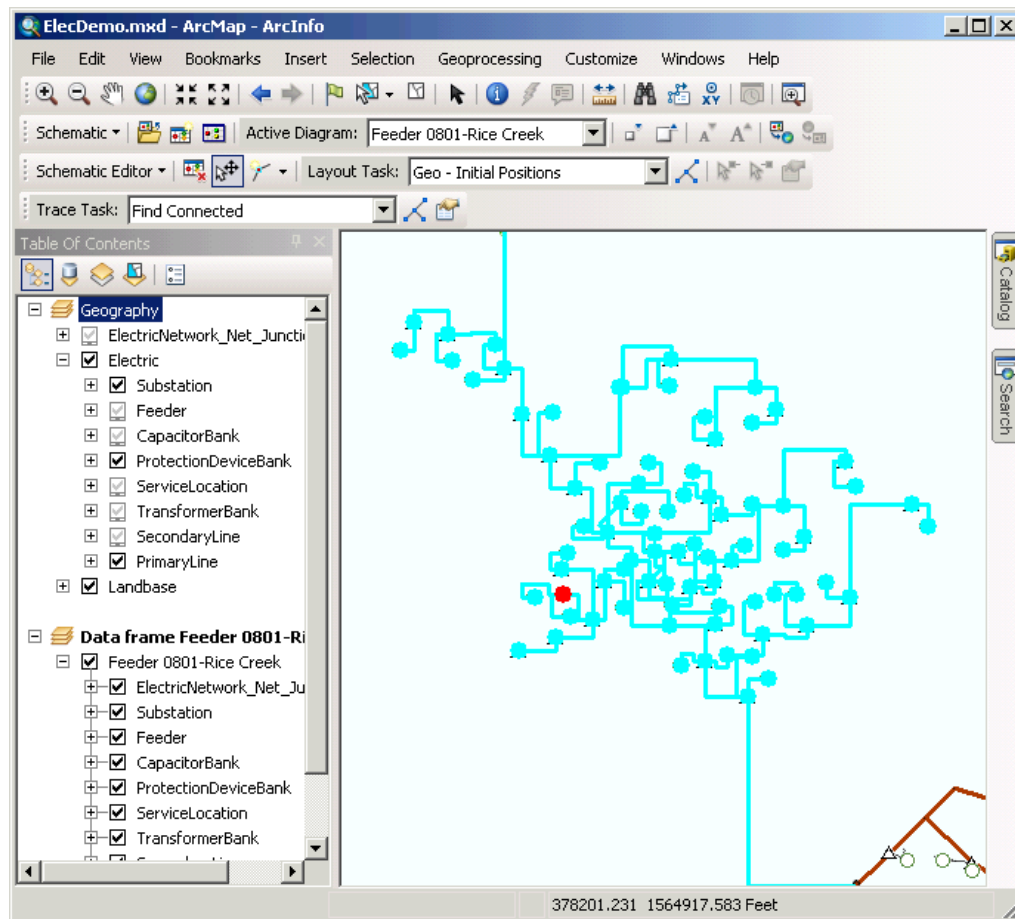 ElecDemo.mxd - ArcMap - ArcInfo
File Edit View Bookmarks Insert Selection Geoprocessing Customize Windows Help
XY
Schematic Active Diagram: Feeder 0801-Rice Creek A A
Schematic Editor Layout Task: Geo - Initial Positions
Trace Task: Find Connected
Table Of Contents
Geography
ElectricNetwork_Net_Juncti
Electric
Substation
Feeder
CapacitorBank
ProtectionDeviceBank
ServiceLocation
TransformerBank
SecondaryLine
PrimaryLine
Landbase
Data frame Feeder 0801-Ri
Feeder 0801-Rice Creek
ElectricNetwork_Net_Ju
Substation
Feeder
CapacitorBank
ProtectionDeviceBank
ServiceLocation
TransformerBank
Catalog
Search
378201.231 1564917.583 Feet